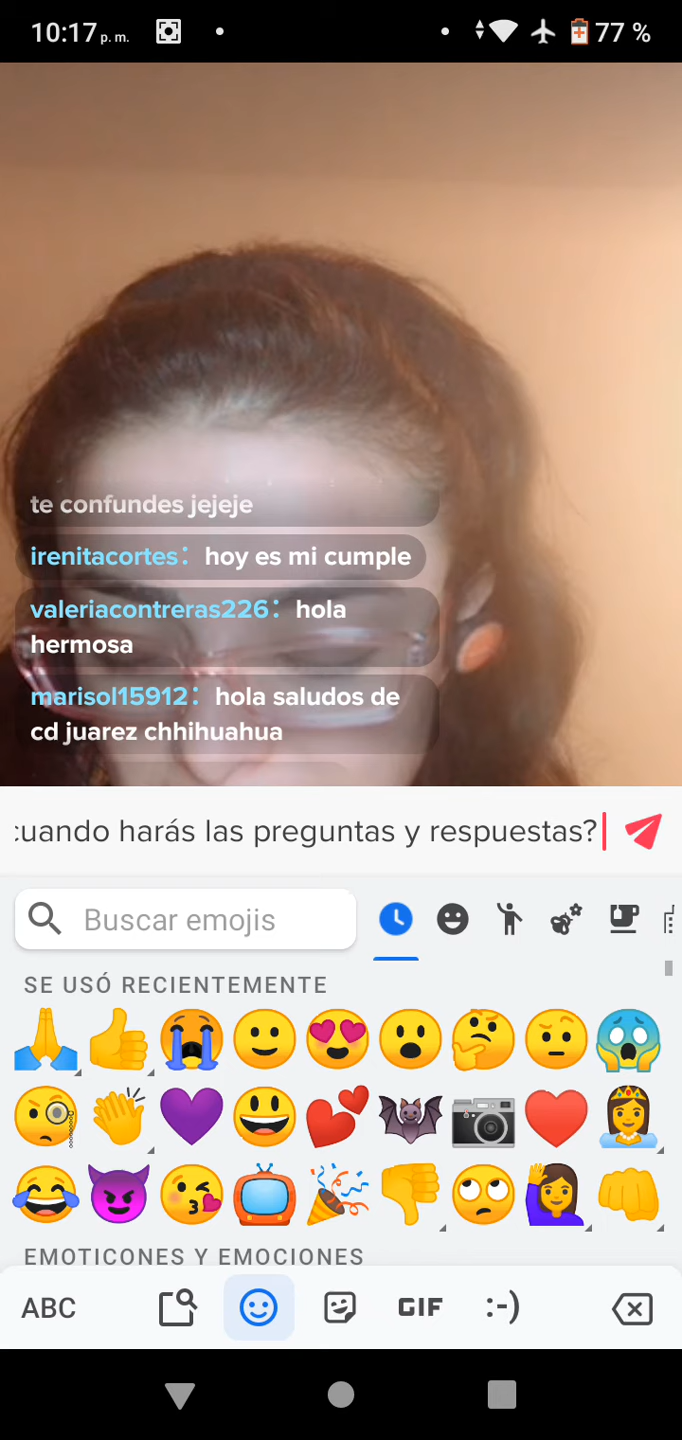 10:17 p. m. 77 %
te confundes jejeje
irenitacortes: hoy es mi cumple
valeriacontreras226: hola
hermosa
marisol15912: hola saludos de
cd juarez chhihuahua
cuando harás las preguntas y respuestas?
Buscar emojis
SE USÓ RECIENTEMENTE
EMOTICONES Y EMOCIONES
ABC GIF :-)